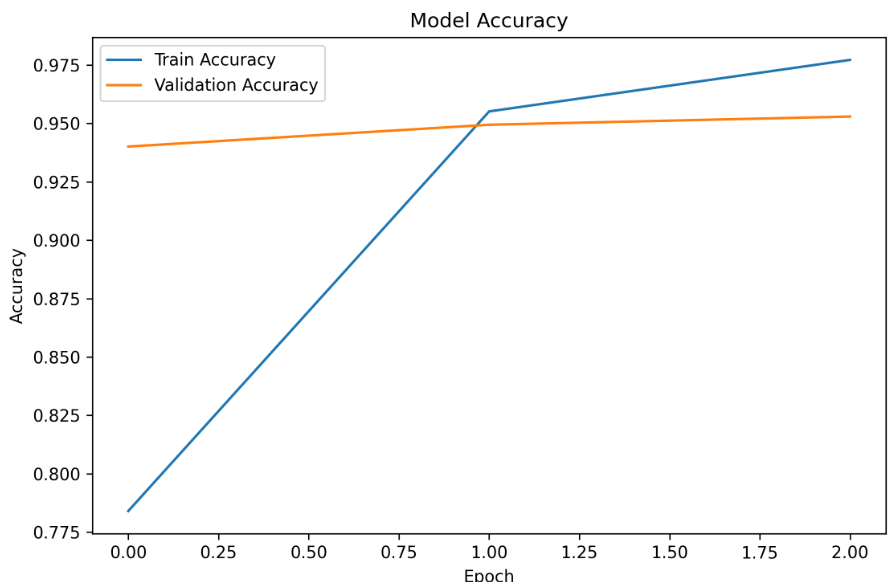 Model Accuracy
Train Accuracy
Validation Accuracy
0.975
0.950
0.925
0.900
0.875
0.850
0.825
0.800
0.775
Accuracy
0.00 0.25 0.50 0.75 1.00 1.25 1.50 1.75 2.00
Epoch